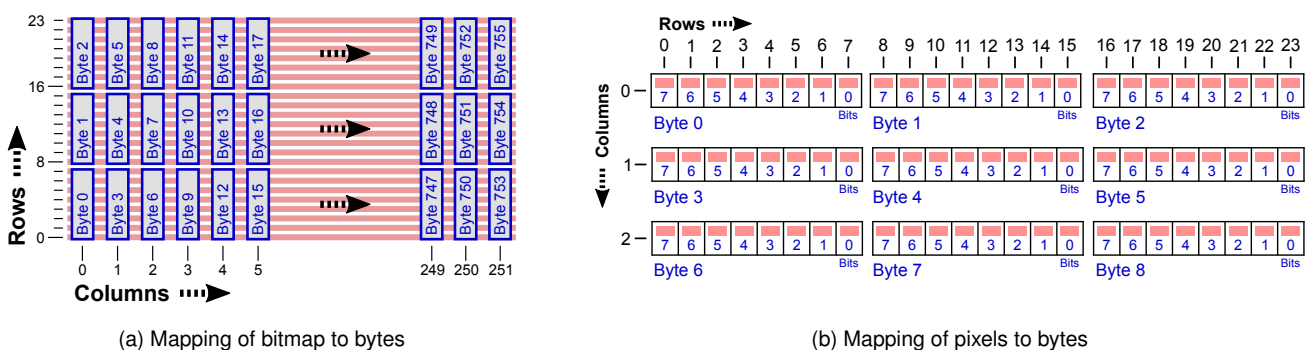 23
16
8
0
Rows
Byte 2 Byte 5 Byte 8 Byte 11 Byte 14 Byte 17 Byte 749 Byte 752 Byte 755
Byte 1 Byte 4 Byte 7 Byte 10 Byte 13 Byte 16 Byte 748 Byte 751 Byte 754
Byte 0 Byte 3 Byte 6 Byte 9 Byte 12 Byte 15 Byte 747 Byte 750 Byte 753
0 1 2 3 4 5 249 250 251
Columns
(a) Mapping of bitmap to bytes
Rows
0 1 2 3 4 5 6 7 8 9 10 11 12 13 14 15 16 17 18 19 20 21 22 23
Columns
0
7 6 5 4 3 2 1 0 7 6 5 4 3 2 1 0 7 6 5 4 3 2 1 0
Byte 0 Bits Byte 1 Bits Byte 2 Bits
1
7 6 5 4 3 2 1 0 7 6 5 4 3 2 1 0 7 6 5 4 3 2 1 0
Byte 3 Bits Byte 4 Bits Byte 5 Bits
2
7 6 5 4 3 2 1 0 7 6 5 4 3 2 1 0 7 6 5 4 3 2 1 0
Byte 6 Bits Byte 7 Bits Byte 8 Bits
(b) Mapping of pixels to bytes